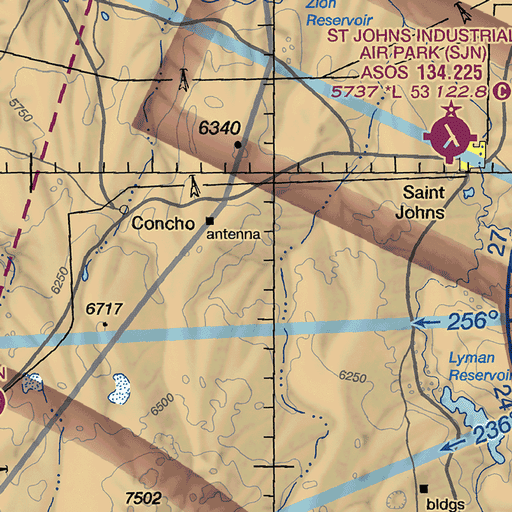 Zion
Reservoir
ST JOHNS INDUSTRIAL
AIR PARK (SJN)
ASOS 134.225
5737 *L 53 122.8 C
5750
6340
Saint
Johns
Concho
antenna
27
6250
6717
256°
Lyman
Reservoir
6250
24
6500
236°
7502
bldgs